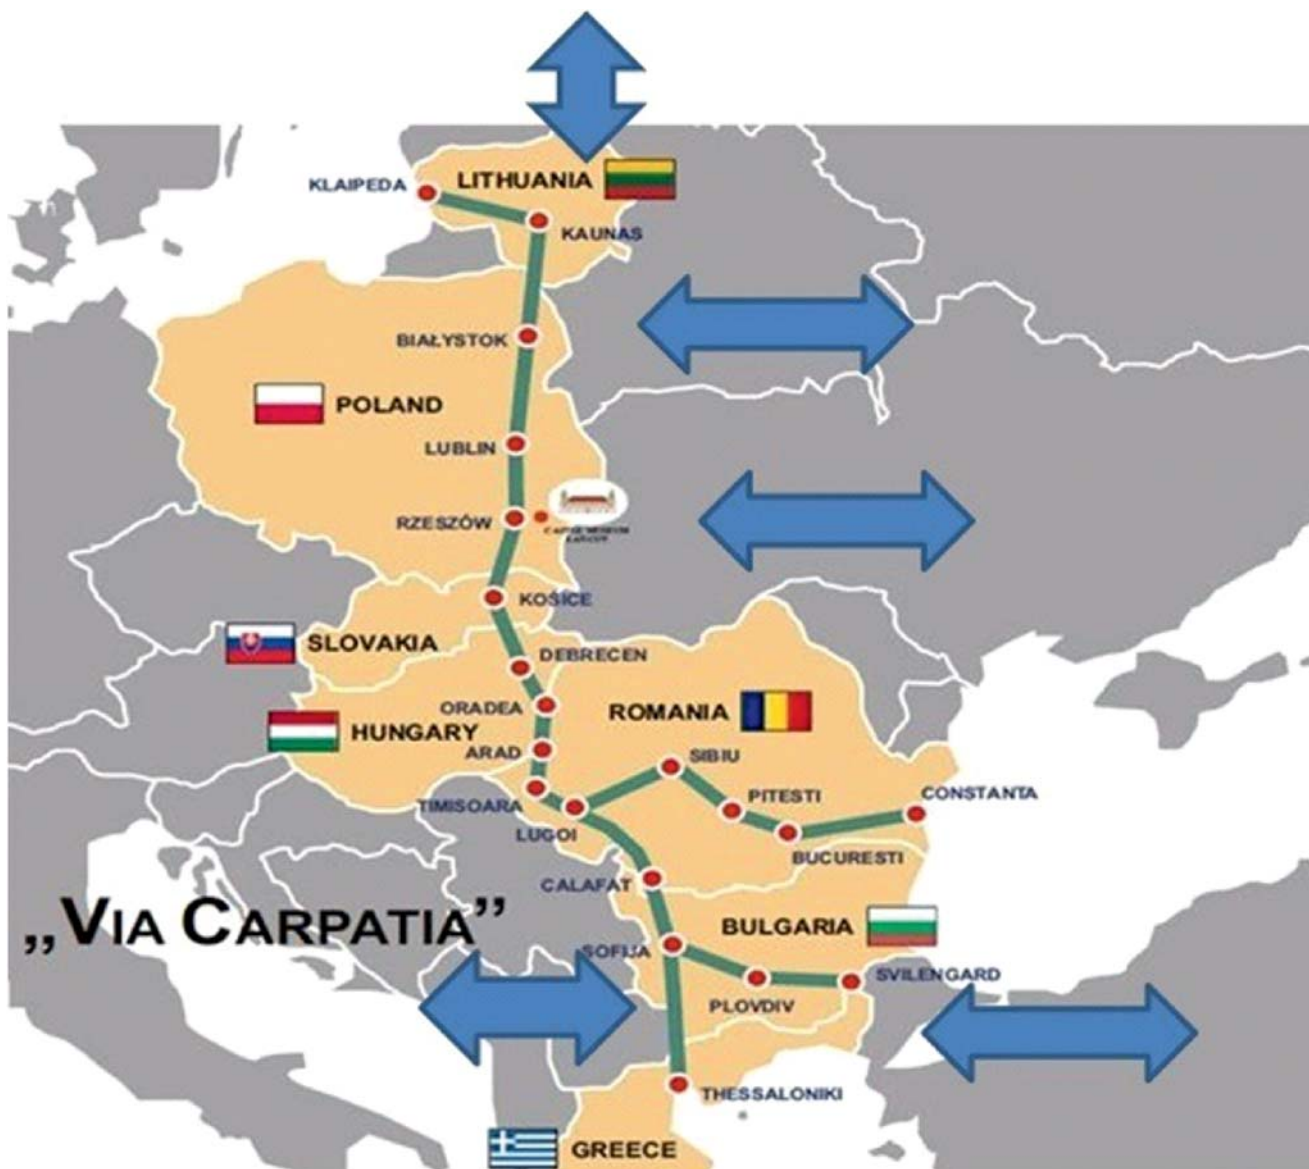 KLAIPEDA
LITHUANIA
KAUNAS
BIAŁYSTOK
POLAND
LUBLIN
RZESZÓW
KOŠICE
SLOVAKIA
DEBRECEN
ORADEA
ROMANIA
HUNGARY
ARAD
SIBIU
TIMISOARA
PITESTI
CONSTANTA
LUGOI
BUCURESTI
CALAFAT
„VIA CARPATIA”
BULGARIA
SOFIJA
SVILENGARD
PLOVDIV
THESSALONIKI
GREECE